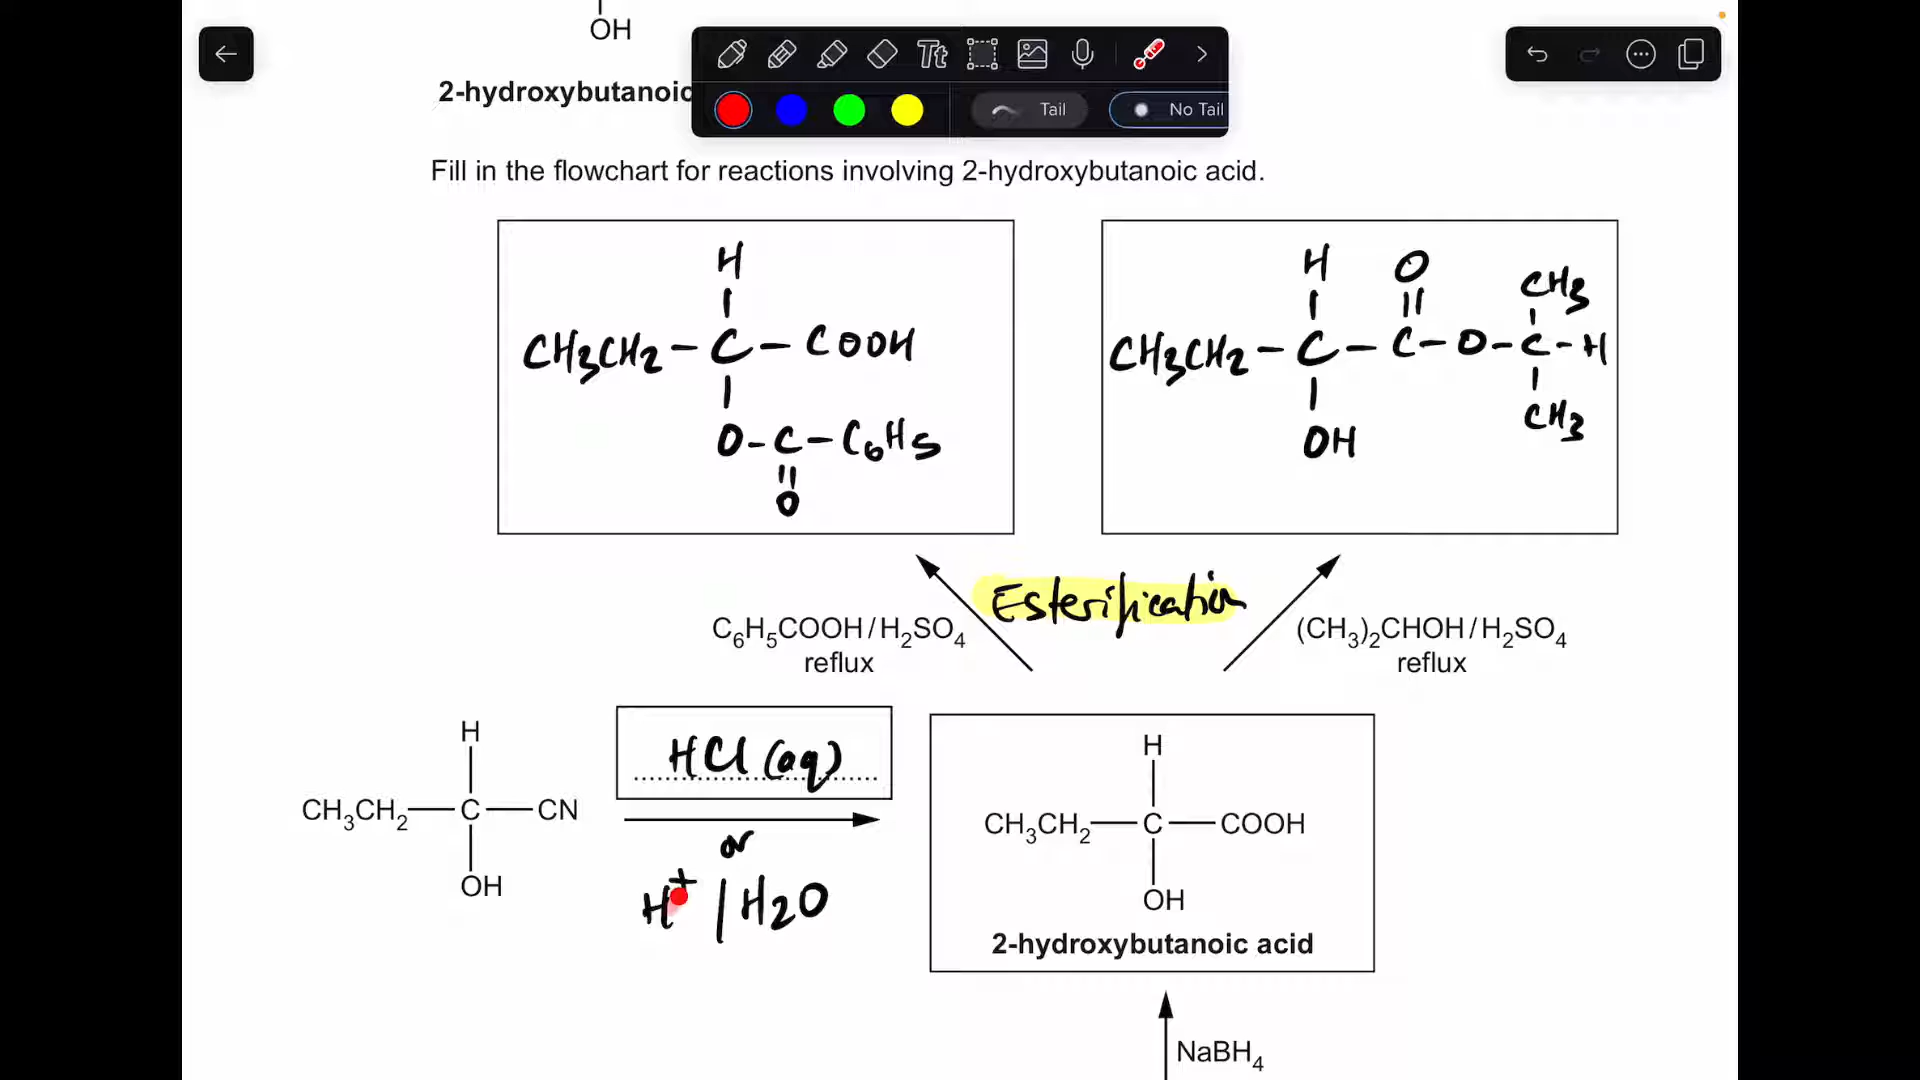 OH
Tt
Tail
No Tail
2-hydroxybutanoic
Fill in the flowchart for reactions involving 2-hydroxybutanoic acid.
H
CH3CH2 – C – COOH
O – C – C6H5
O
H O CH3
CH3CH2 – C – C – O – C – H
OH CH3
Esterification
C₆H₅COOH/H₂SO₄
reflux
(CH₃)₂CHOH/H₂SO₄
reflux
H
CH₃CH₂—C—CN
OH
HCl (aq)
or
H⁺ / H2O
H
CH₃CH₂—C—COOH
OH
2-hydroxybutanoic acid
NaBH₄